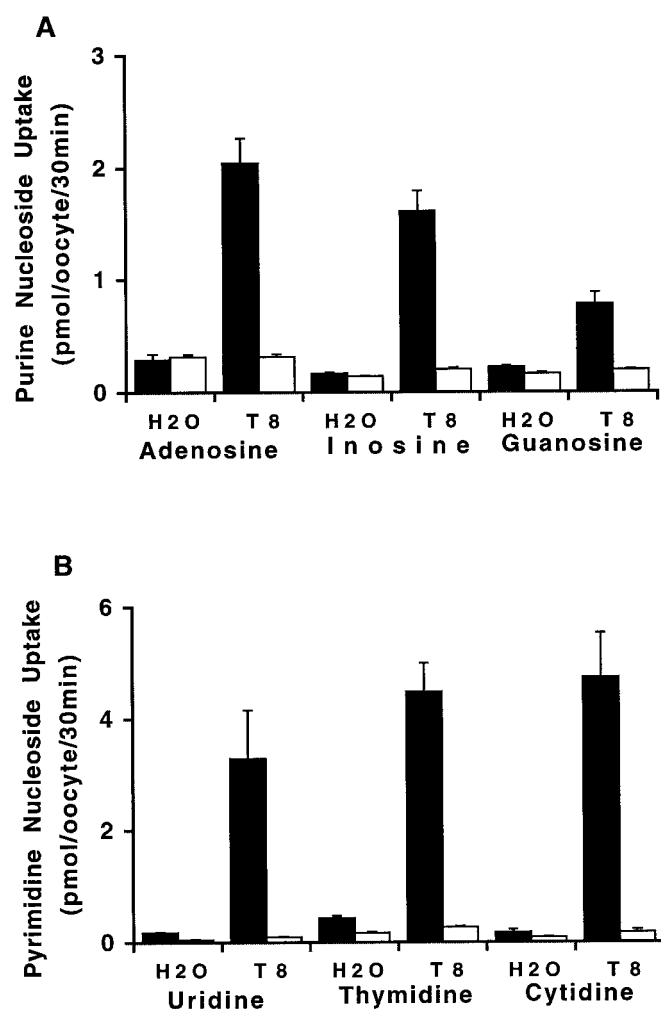 A
Purine Nucleoside Uptake
(pmol/oocyte/30min)
3
2
1
0
H2O T8 H2O T8 H2O T8
Adenosine Inosine Guanosine
B
Pyrimidine Nucleoside Uptake
(pmol/oocyte/30min)
6
4
2
0
H2O T8 H2O T8 H2O T8
Uridine Thymidine Cytidine